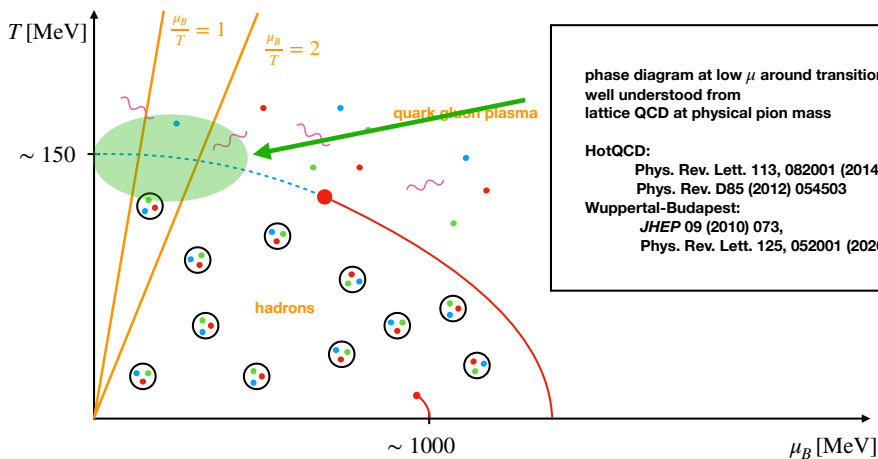 T [MeV]
μ_B/T = 1
μ_B/T = 2
quark gluon plasma
phase diagram at low μ around transition
well understood from
lattice QCD at physical pion mass
HotQCD:
Phys. Rev. Lett. 113, 082001 (2014
Phys. Rev. D85 (2012) 054503
Wuppertal-Budapest:
JHEP 09 (2010) 073,
Phys. Rev. Lett. 125, 052001 (202
~ 150
hadrons
~ 1000
μ_B [MeV]